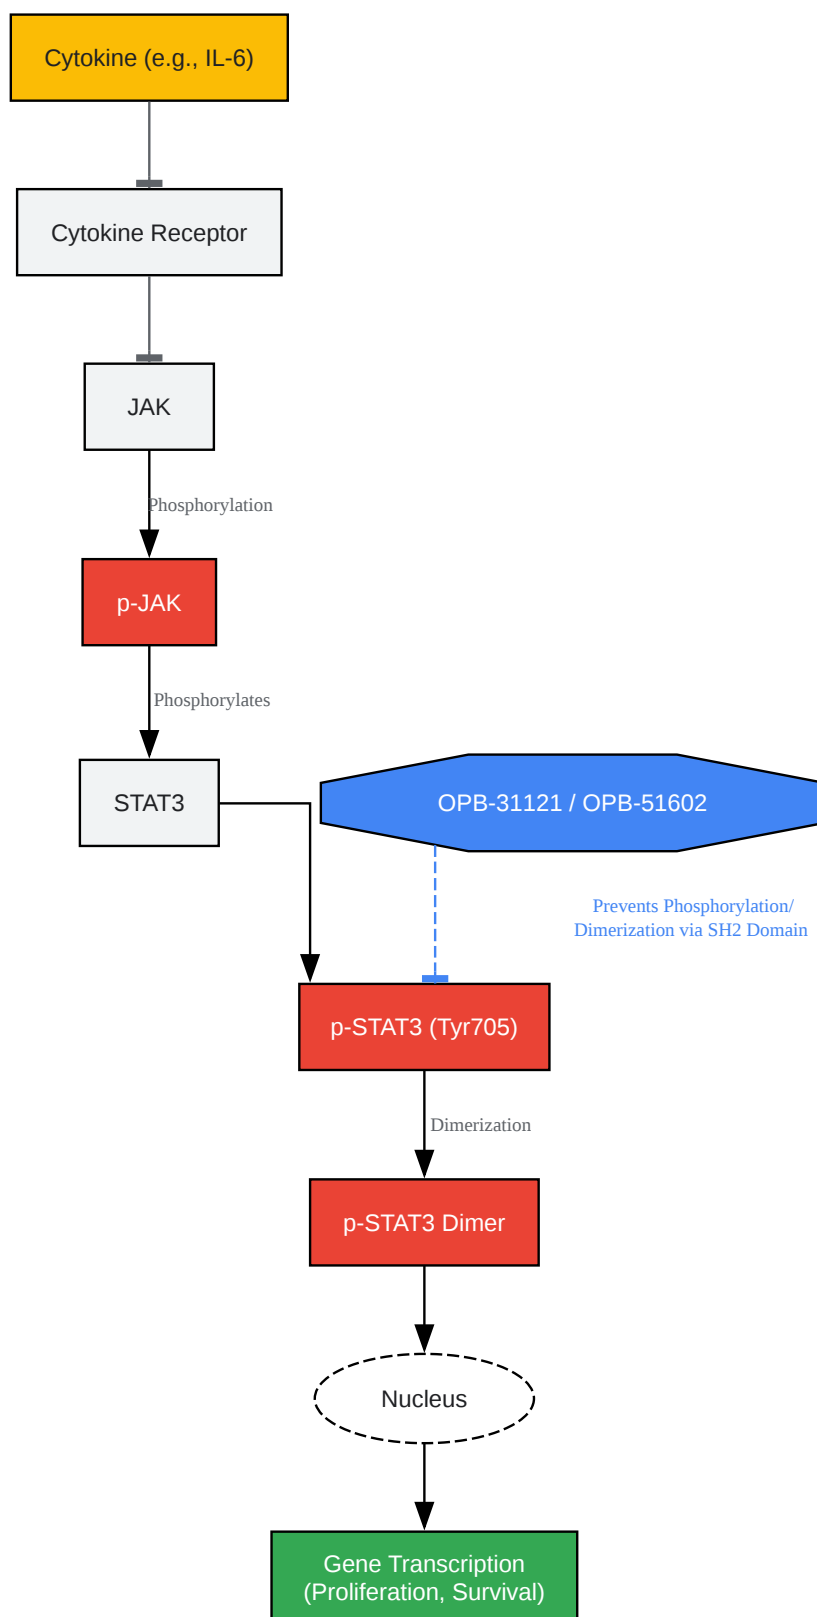 Cytokine (e.g., IL-6)
Cytokine Receptor
JAK
Phosphorylation
p-JAK
Phosphorylates
STAT3
OPB-31121 / OPB-51602
Prevents Phosphorylation/
Dimerization via SH2 Domain
p-STAT3 (Tyr705)
Dimerization
p-STAT3 Dimer
Nucleus
Gene Transcription
(Proliferation, Survival)